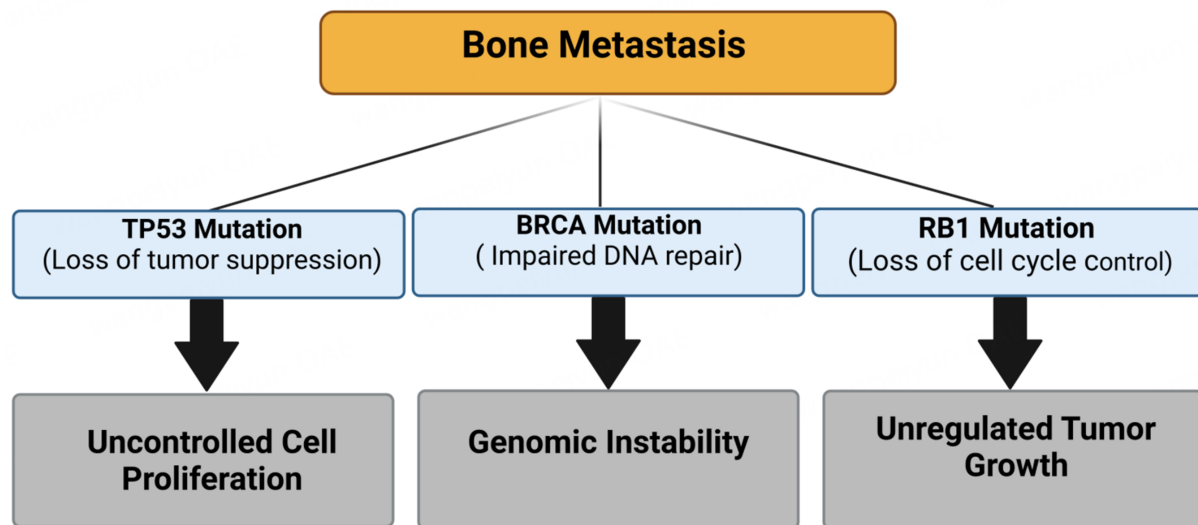 Bone Metastasis
TP53 Mutation
(Loss of tumor suppression)
BRCA Mutation
( Impaired DNA repair)
RB1 Mutation
(Loss of cell cycle control)
Uncontrolled Cell
Proliferation
Genomic Instability
Unregulated Tumor
Growth